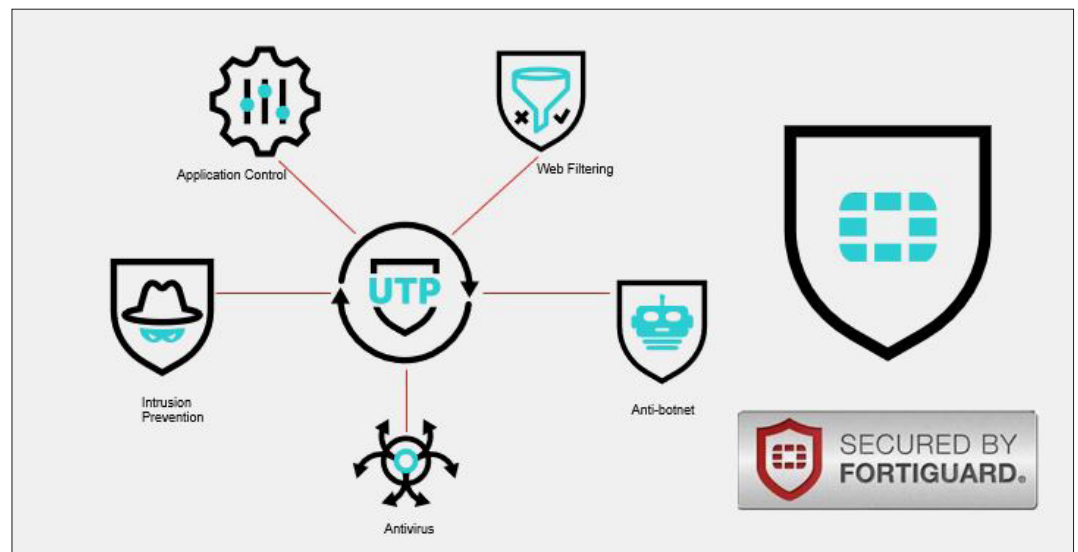 Application Control
Web Filtering
UTP
Intrusion
Prevention
Anti-botnet
Antivirus
SECURED BY
FORTIGUARD®